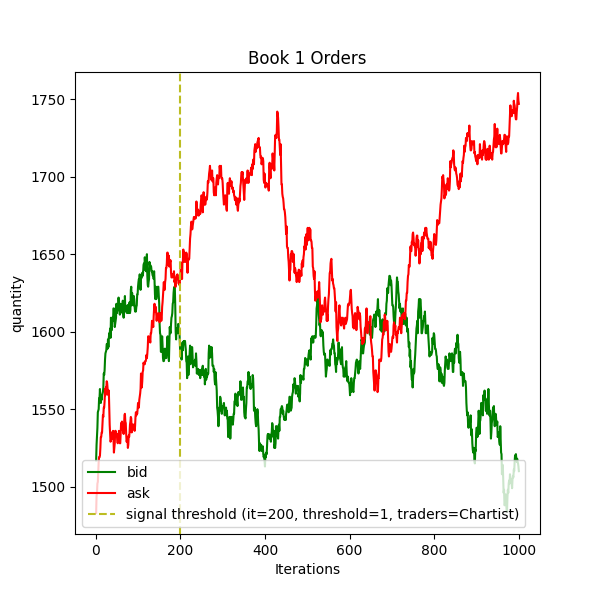 Book 1 Orders
1750
1700
1650
1600
1550
1500
quantity
bid
ask
signal threshold (it=200, threshold=1, traders=Chartist)
0 200 400 600 800 1000
Iterations